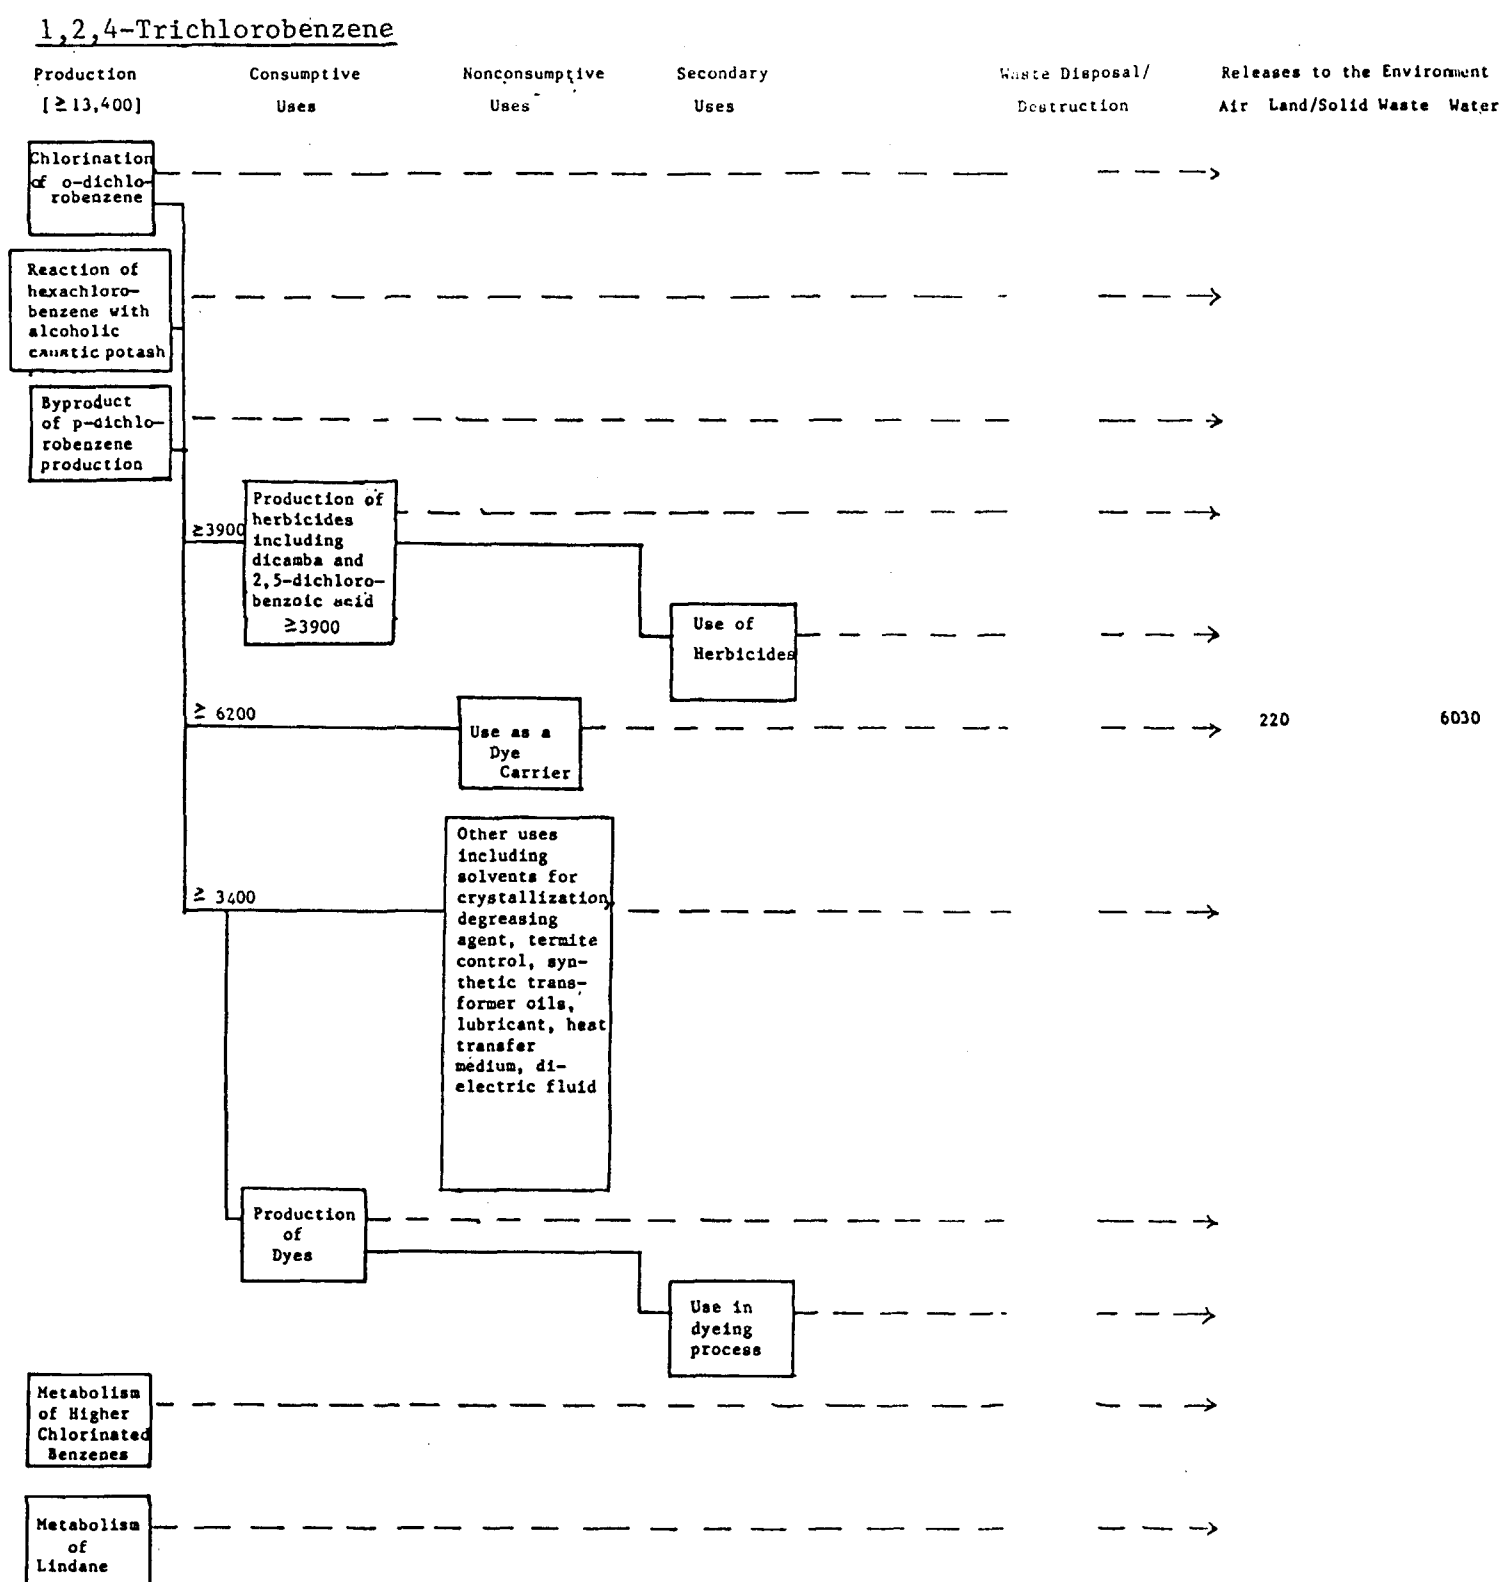 1,2,4-Trichlorobenzene
Production
[≥13,400]
Consumptive
Uses
Nonconsumptive
Uses
Secondary
Uses
Waste Disposal/
Destruction
Releases to the Environment
Air Land/Solid Waste Water
Chlorination
of o-dichlo-
robenzene
Reaction of
hexachloro-
benzene with
alcoholic
caustic potash
Byproduct
of p-dichlo-
robenzene
production
≥3900
Production of
herbicides
including
dicamba and
2,5-dichloro-
benzoic acid
≥3900
Use of
Herbicides
≥ 6200
Use as a
Dye
Carrier
220 6030
≥ 3400
Other uses
including
solvents for
crystallization,
degreasing
agent, termite
control, syn-
thetic trans-
former oils,
lubricant, heat
transfer
medium, di-
electric fluid
Production
of
Dyes
Use in
dyeing
process
Metabolism
of Higher
Chlorinated
Benzenes
Metabolism
of
Lindane